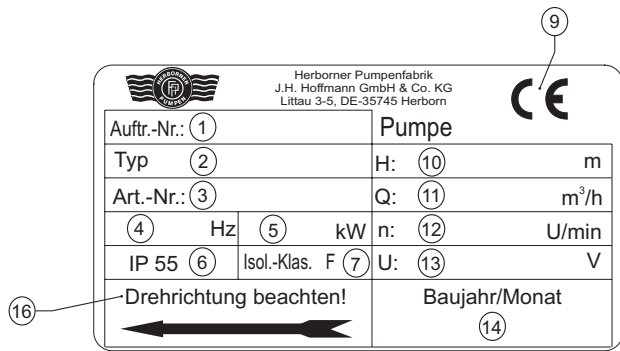 9
HERBORNER
PUMPEN
Herborner Pumpenfabrik
J.H. Hoffmann GmbH & Co. KG
Littau 3-5, DE-35745 Herborn
CE
Auftr.-Nr.: 1
Pumpe
Typ 2
H: 10 m
Art.-Nr.: 3
Q: 11 m³/h
4 Hz 5 kW
n: 12 U/min
IP 55 6 Isol.-Klas. F 7
U: 13 V
16
Drehrichtung beachten!
Baujahr/Monat
14